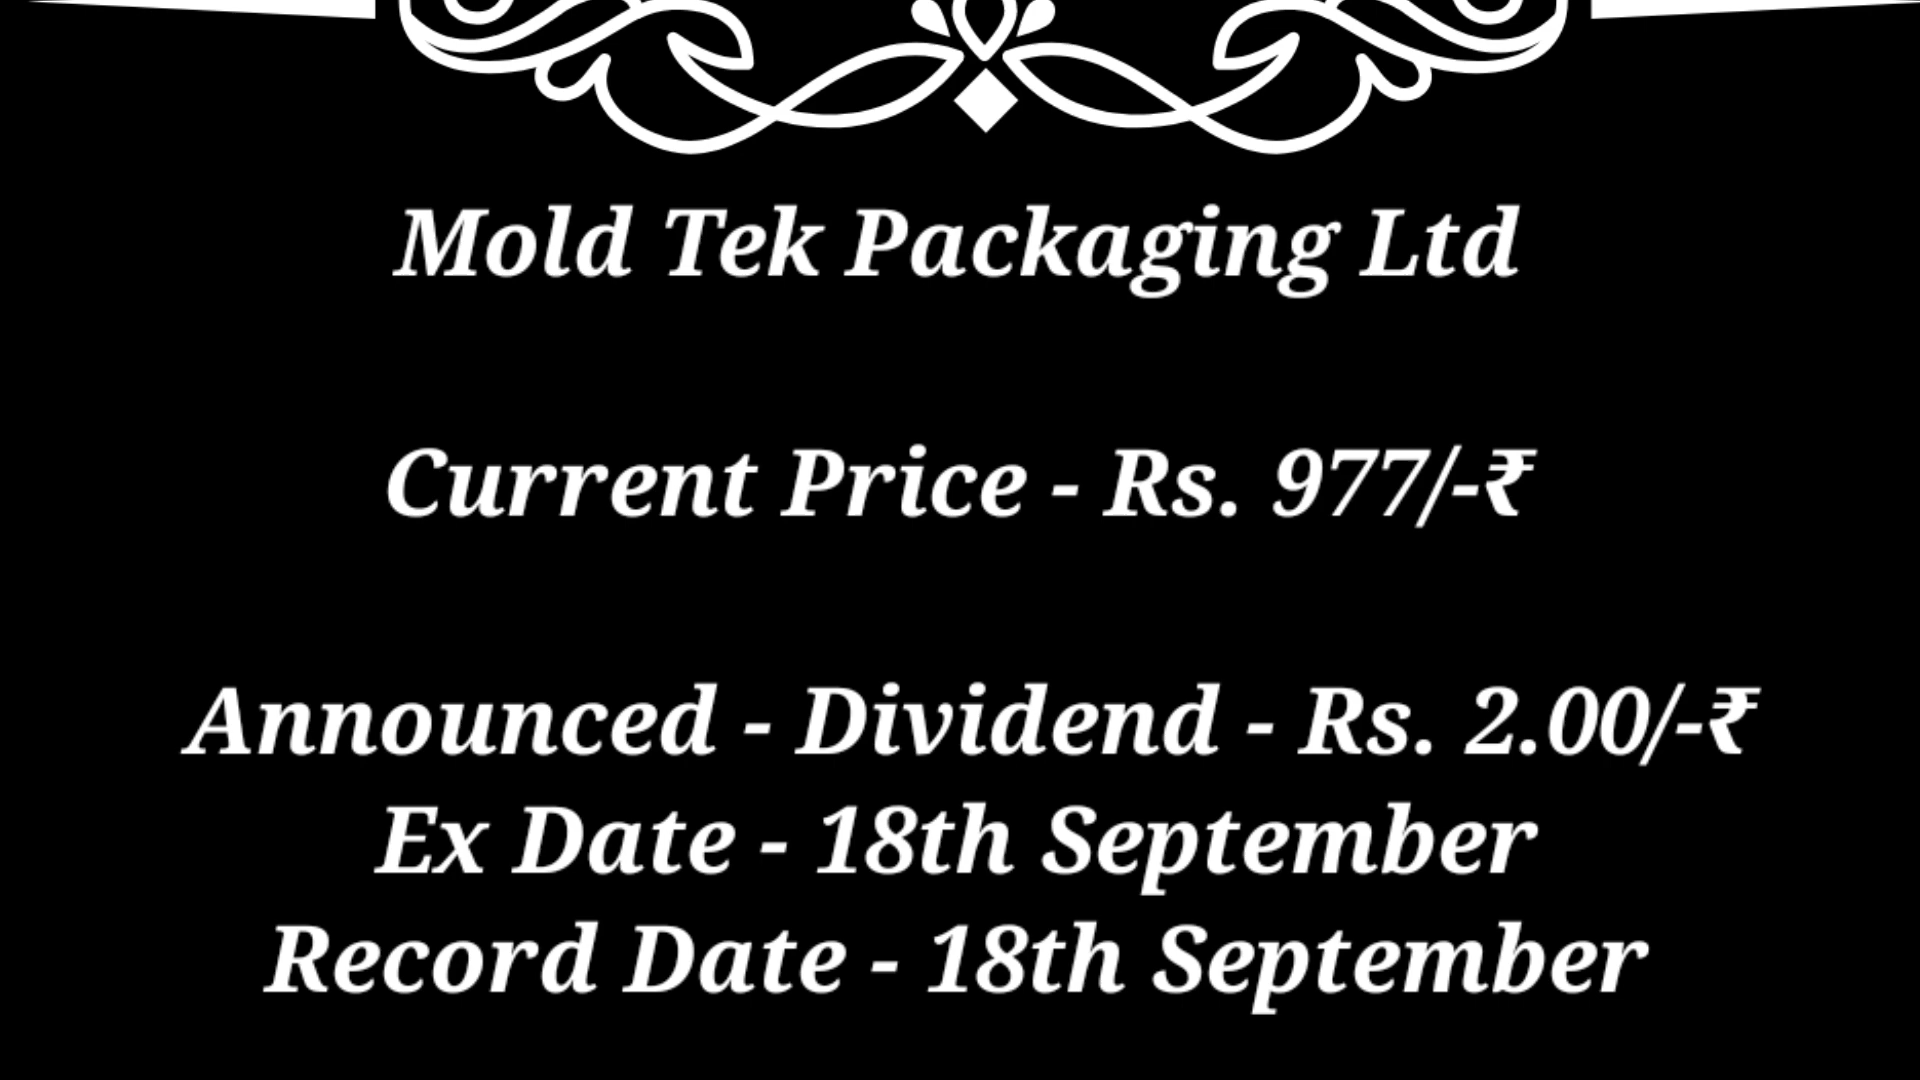 Mold Tek Packaging Ltd
Current Price - Rs. 977/-₹
Announced - Dividend - Rs. 2.00/-₹
Ex Date - 18th September
Record Date - 18th September